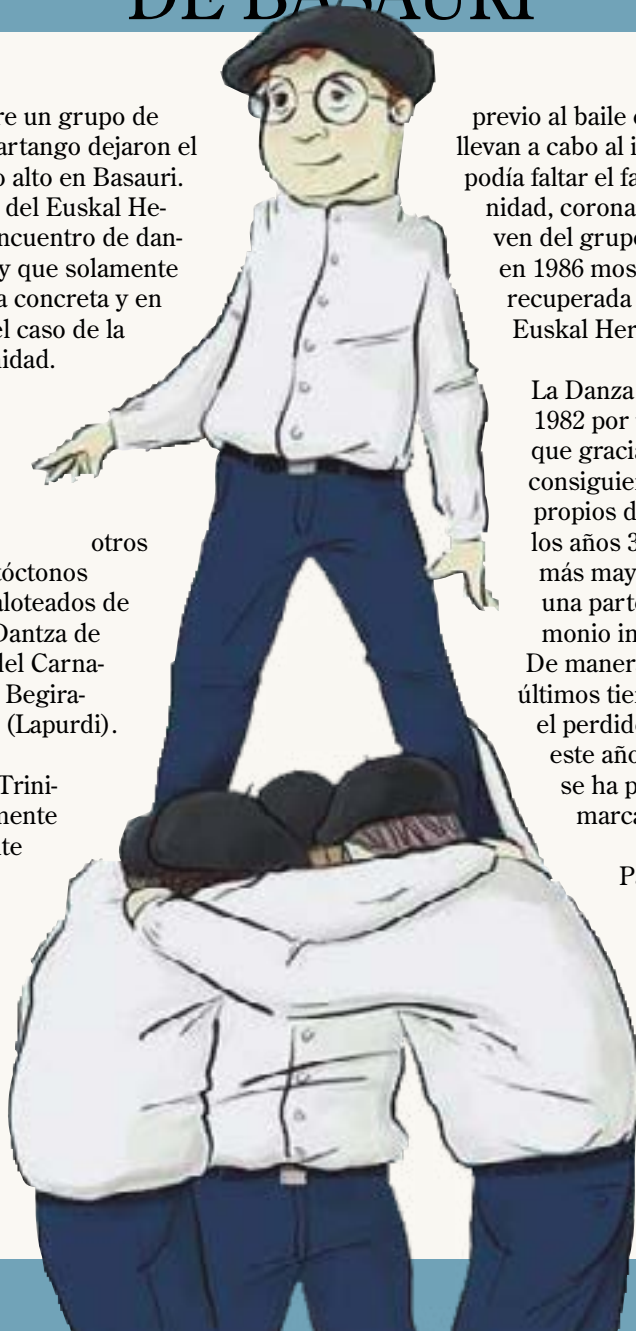 DE BASAURI
re un grupo de
artango dejaron el
o alto en Basauri.
del Euskal He-
ncuentro de dan-
y que solamente
a concreta y en
el caso de la
idad.
otros
tóctonos
aloteados de
Dantza de
del Carna-
Begira-
(Lapurdi).
Trini-
mente
te
previo al baile
llevan a cabo al i
podía faltar el fa
nidad, corona
ven del grupo
en 1986 mos
recuperada
Euskal Her
La Danza
1982 por
que gracia
consiguier
propios d
los años 3
más may
una parte
monio in
De maner
últimos tie
el perdido
este año
se ha p
marca
P